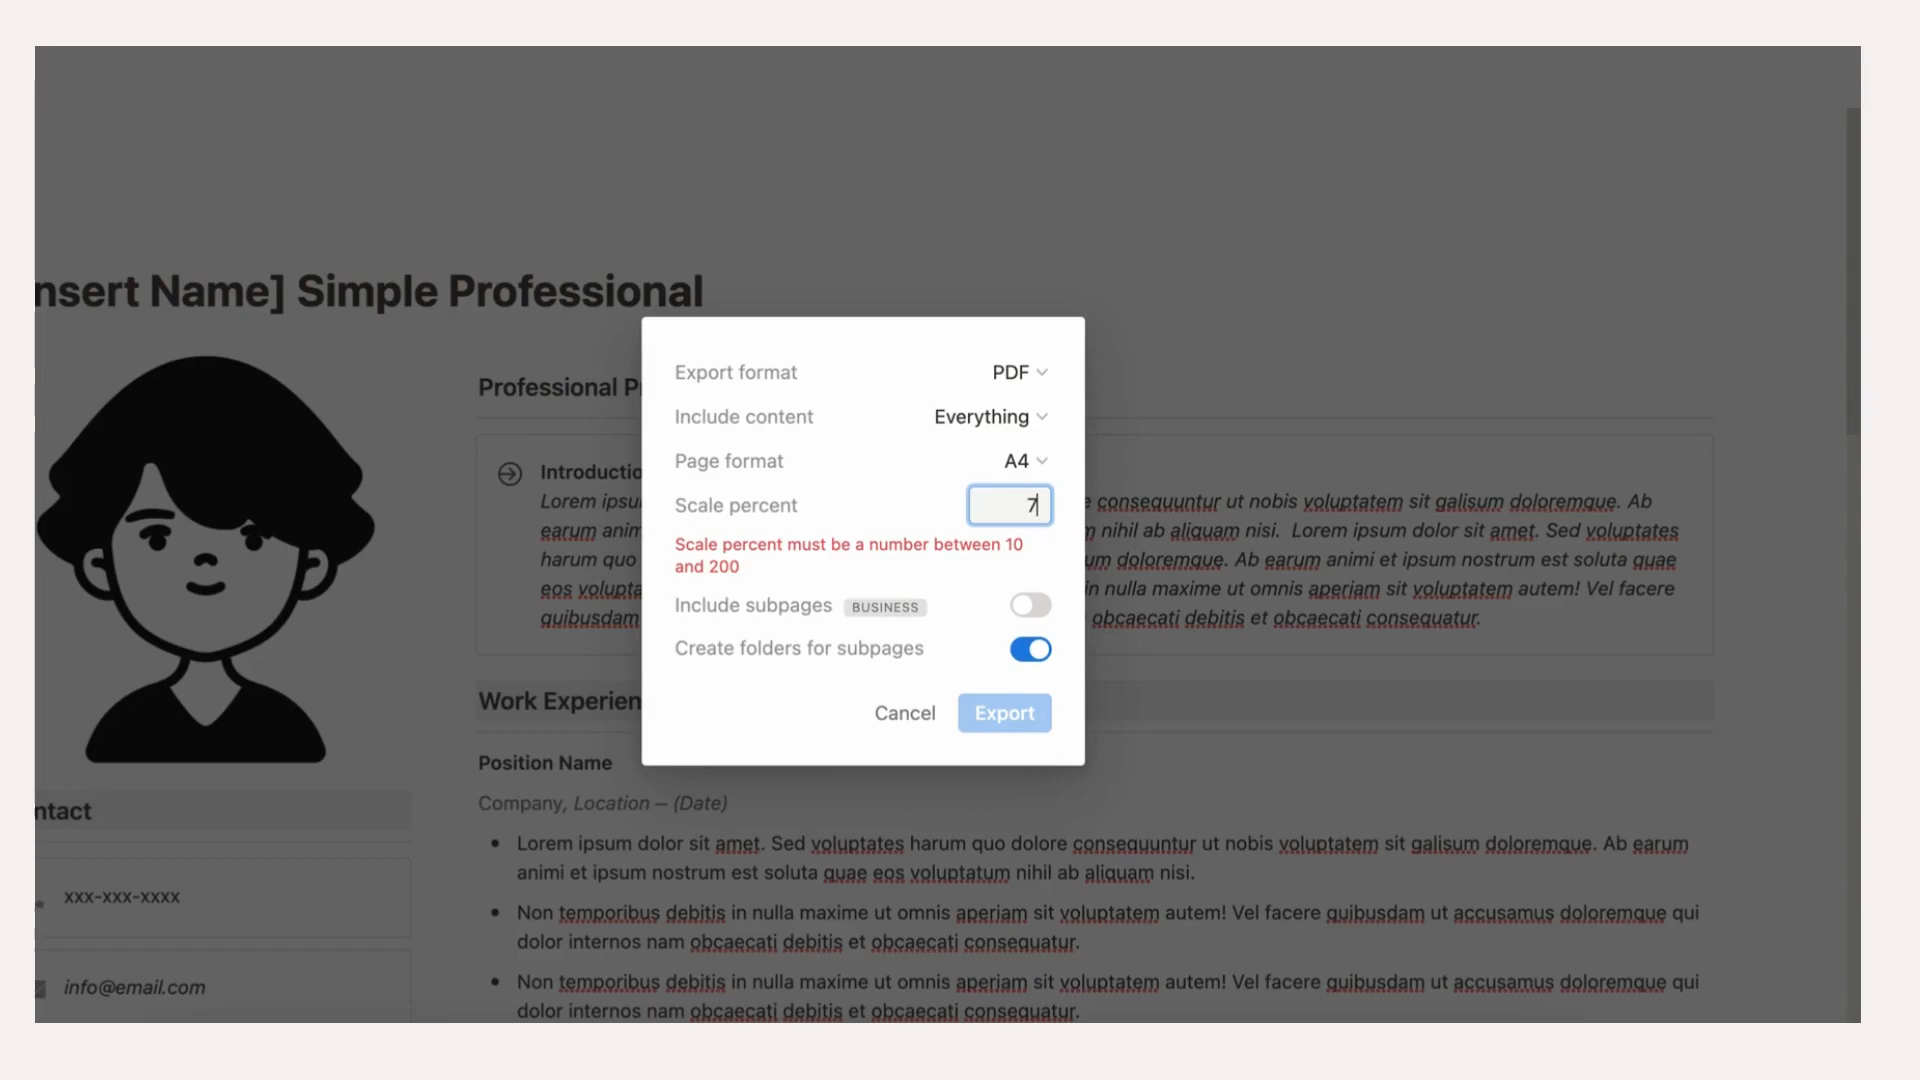 nsert Name] Simple Professional
Professional P
Introductio
Lorem ipsu
consequuntur ut nobis voluptatem sit galisum doloremque. Ab
earum anim
nihil ab aliquam nisi. Lorem ipsum dolor sit amet. Sed voluptates
harum quo
um doloremque. Ab earum animi et ipsum nostrum est soluta quae
eos volupta
in nulla maxime ut omnis aperiam sit voluptatem autem! Vel facere
quibusdam
obcaecati debitis et obcaecati consequatur.
Export format PDF
Include content Everything
Page format A4
Scale percent 7
Scale percent must be a number between 10
and 200
Include subpages BUSINESS
Create folders for subpages
Cancel Export
Work Experien
Position Name
Company, Location – (Date)
• Lorem ipsum dolor sit amet. Sed voluptates harum quo dolore consequuntur ut nobis voluptatem sit galisum doloremque. Ab earum
animi et ipsum nostrum est soluta quae eos voluptatum nihil ab aliquam nisi.
• Non temporibus debitis in nulla maxime ut omnis aperiam sit voluptatem autem! Vel facere quibusdam ut accusamus doloremque qui
dolor internos nam obcaecati debitis et obcaecati consequatur.
• Non temporibus debitis in nulla maxime ut omnis aperiam sit voluptatem autem! Vel facere quibusdam ut accusamus doloremque qui
dolor internos nam obcaecati debitis et obcaecati consequatur.
ntact
xxx-xxx-xxxx
info@email.com